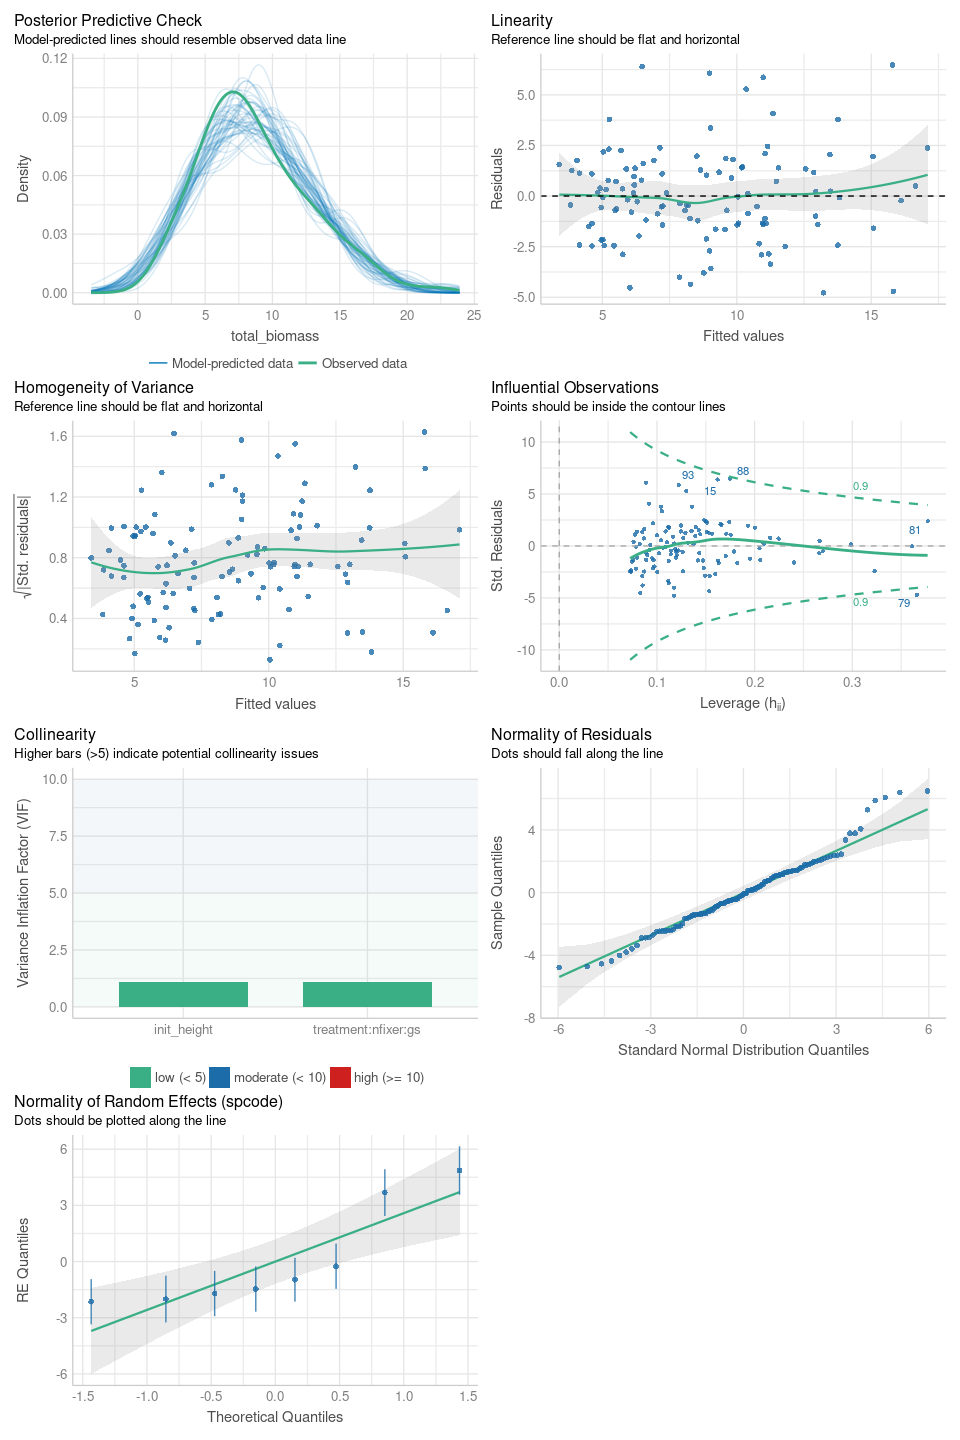 Posterior Predictive Check
Model-predicted lines should resemble observed data line
0.12
0.09
0.06
0.03
0.00
Density
0
5
10
15
20
25
total_biomass
Model-predicted data
Observed data
Linearity
Reference line should be flat and horizontal
5.0
2.5
0.0
-2.5
-5.0
Residuals
5
10
15
Fitted values
Homogeneity of Variance
Reference line should be flat and horizontal
1.6
1.2
0.8
0.4
√|Std. residuals|
5
10
15
Fitted values
Influential Observations
Points should be inside the contour lines
10
5
0
-5
-10
Std. Residuals
93
88
15
0.9
81
0.9
79
0.0
0.1
0.2
0.3
Leverage (hii)
Collinearity
Higher bars (>5) indicate potential collinearity issues
10.0
7.5
5.0
2.5
0.0
Variance Inflation Factor (VIF)
init_height
treatment:nfixer:gs
low (< 5)
moderate (< 10)
high (>= 10)
Normality of Residuals
Dots should fall along the line
4
0
-4
-8
Sample Quantiles
-6
-3
0
3
6
Standard Normal Distribution Quantiles
Normality of Random Effects (spcode)
Dots should be plotted along the line
6
3
0
-3
-6
RE Quantiles
-1.5
-1.0
-0.5
0.0
0.5
1.0
1.5
Theoretical Quantiles